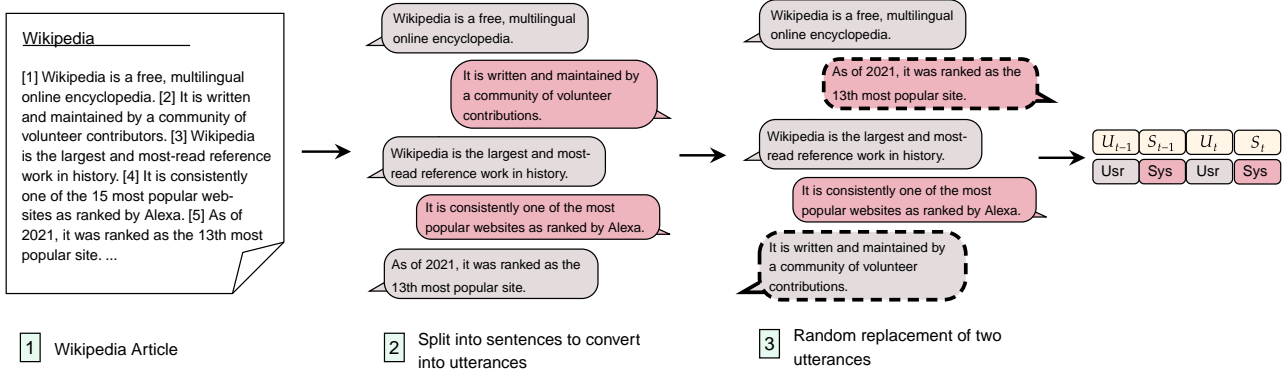 Wikipedia
[1] Wikipedia is a free, multilingual
online encyclopedia. [2] It is written
and maintained by a community of
volunteer contributors. [3] Wikipedia
is the largest and most-read reference
work in history. [4] It is consistently
one of the 15 most popular web-
sites as ranked by Alexa. [5] As of
2021, it was ranked as the 13th most
popular site. ...
1 Wikipedia Article
Wikipedia is a free, multilingual
online encyclopedia.
It is written and maintained by
a community of volunteer
contributions.
Wikipedia is the largest and most-
read reference work in history.
It is consistently one of the most
popular websites as ranked by Alexa.
As of 2021, it was ranked as the
13th most popular site.
2 Split into sentences to convert
into utterances
Wikipedia is a free, multilingual
online encyclopedia.
As of 2021, it was ranked as the
13th most popular site.
Wikipedia is the largest and most-
read reference work in history.
It is consistently one of the most
popular websites as ranked by Alexa.
It is written and maintained by
a community of volunteer
contributions.
3 Random replacement of two
utterances
U_{t−1} S_{t−1} U_t S_t
Usr Sys Usr Sys